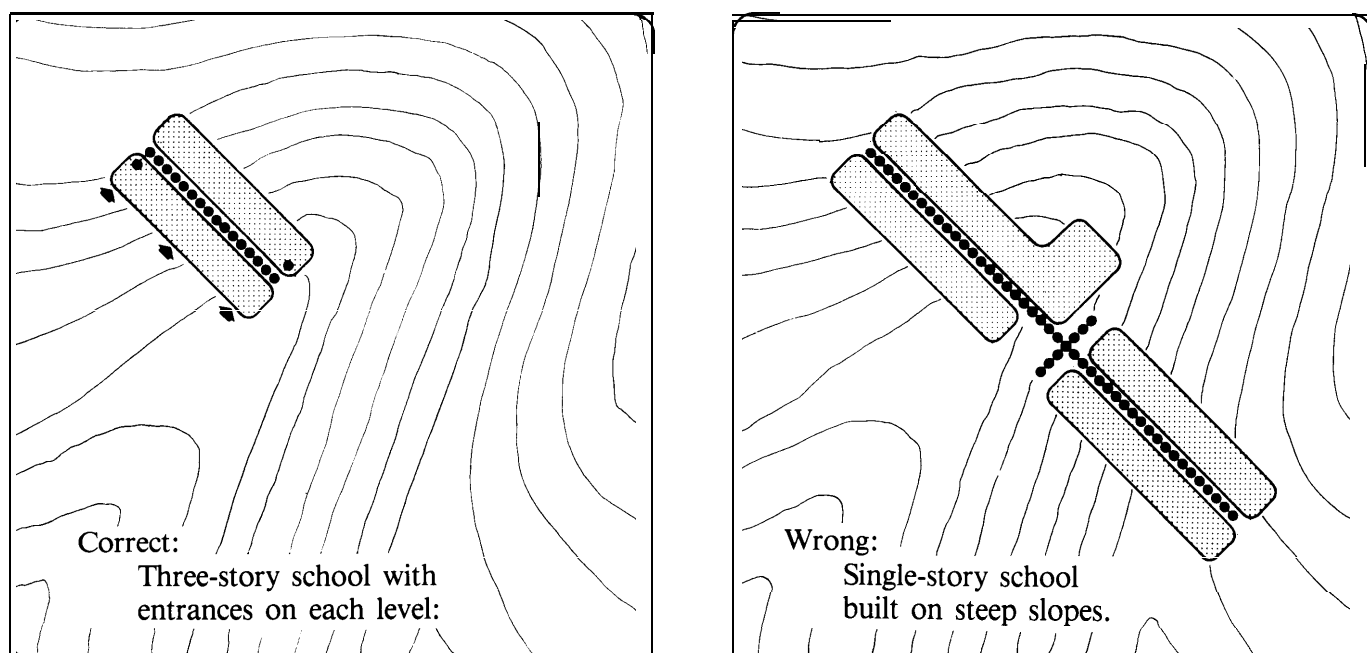 Correct:
Three-story school with
entrances on each level:
Wrong:
Single-story school
built on steep slopes.